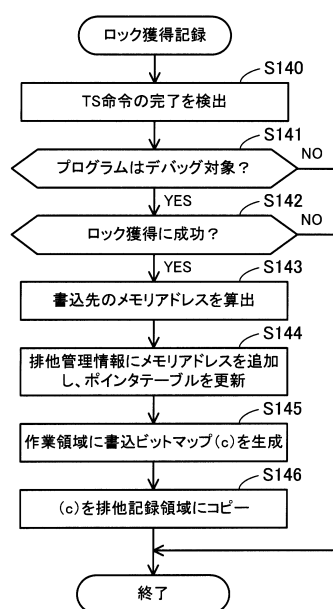 ロック獲得記録
S140
TS命令の完了を検出
S141
プログラムはデバッグ対象？
NO
YES
S142
ロック獲得に成功？
NO
YES
S143
書込先のメモリアドレスを算出
S144
排他管理情報にメモリアドレスを追加
し、ポインタテーブルを更新
S145
作業領域に書込ビットマップ(c)を生成
S146
(c)を排他記録領域にコピー
終了